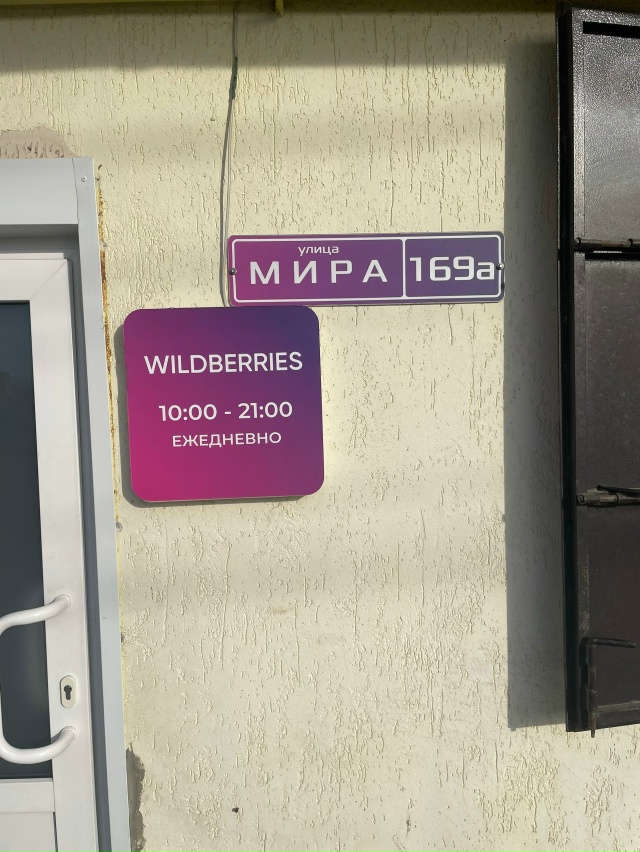 улица
МИРА 169а
WILDBERRIES
10:00 - 21:00
ЕЖЕДНЕВНО